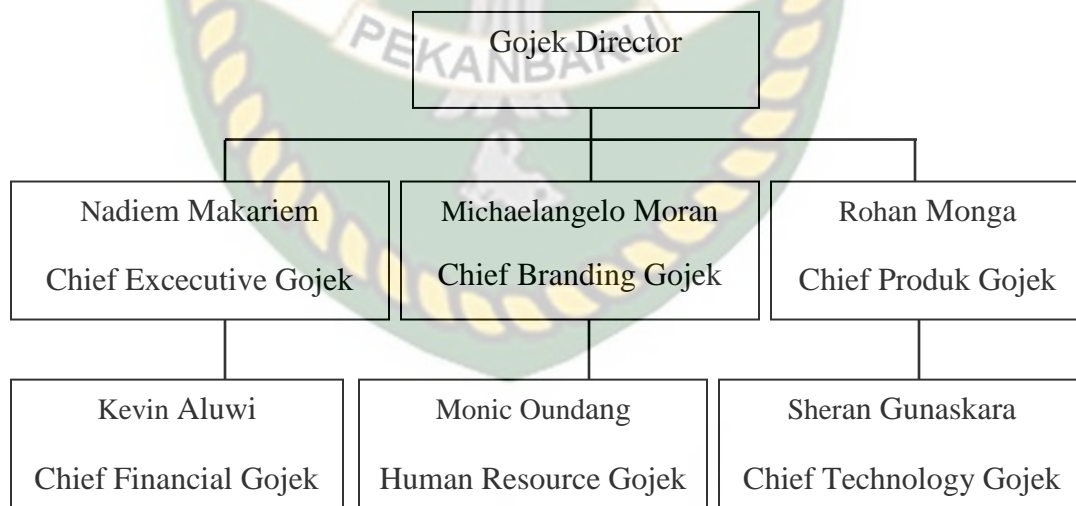 PEKANBARU
Gojek Director
Nadiem Makariem
Chief Excecutive Gojek
Michaelangelo Moran
Chief Branding Gojek
Rohan Monga
Chief Produk Gojek
Kevin Aluwi
Chief Financial Gojek
Monic Oundang
Human Resource Gojek
Sheran Gunaskara
Chief Technology Gojek